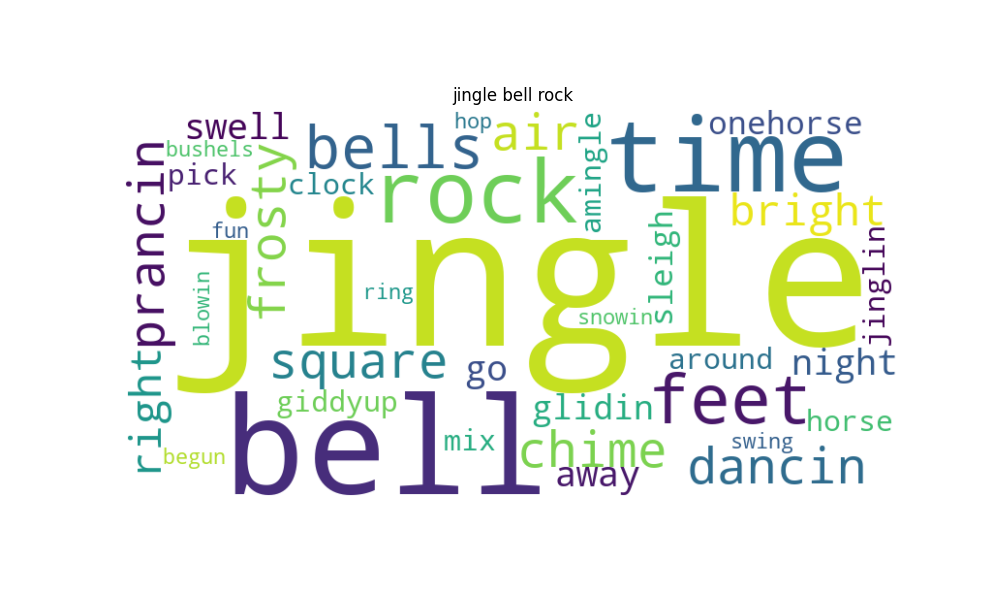 jingle bell rock
swell
bells
hop
air
amingle
time
onehorse
bushels
pick
clock
rock
prancin
frosty
fun
jingle
sleigh
bright
jinglin
blowin
ring
snowin
right
square
go
around
night
giddyup
bell
mix
glidin
feet
horse
begun
chime
away
swing
dancin